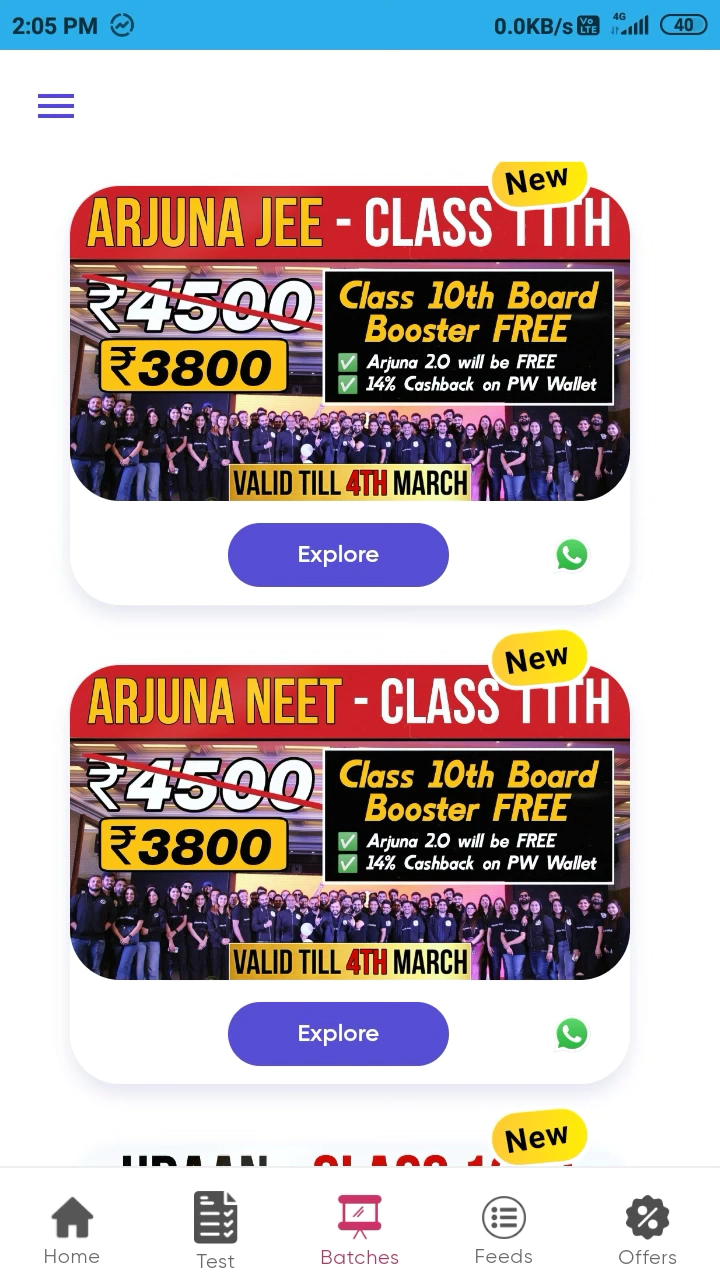 2:05 PM
0.0KB/s
Vo
LTE
4G
40
New
ARJUNA JEE - CLASS 11TH
₹4500
₹3800
Class 10th Board
Booster FREE
✅ Arjuna 2.0 will be FREE
✅ 14% Cashback on PW Wallet
VALID TILL 4TH MARCH
Explore
New
ARJUNA NEET - CLASS 11TH
₹4500
₹3800
Class 10th Board
Booster FREE
✅ Arjuna 2.0 will be FREE
✅ 14% Cashback on PW Wallet
VALID TILL 4TH MARCH
Explore
New
Home
Test
Batches
Feeds
Offers